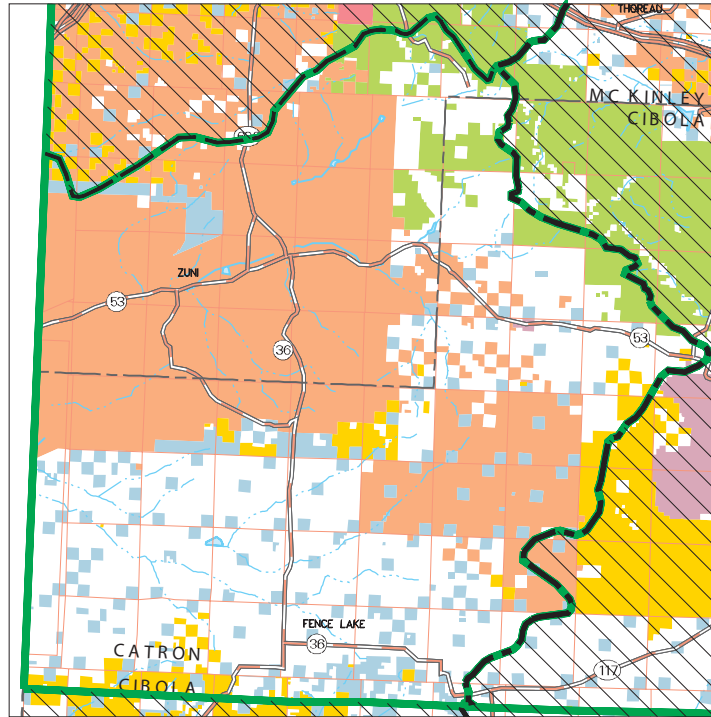 THOREAU
MC KINLEY
CIBOLA
ZUNI
53
36
53
FENCE LAKE
36
117
CATRON
CIBOLA